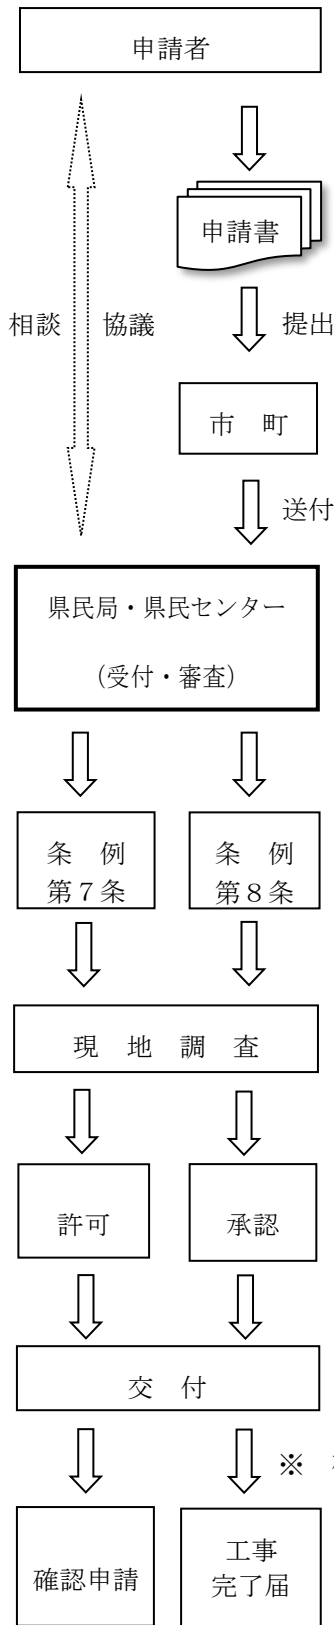 申請者
申請書
相談 協議
提出
市　町
送付
県民局・県民センター
（受付・審査）
条　例
第７条
条　例
第８条
現　地　調　査
許可
承認
交　付
※
確認申請
工事
完了届